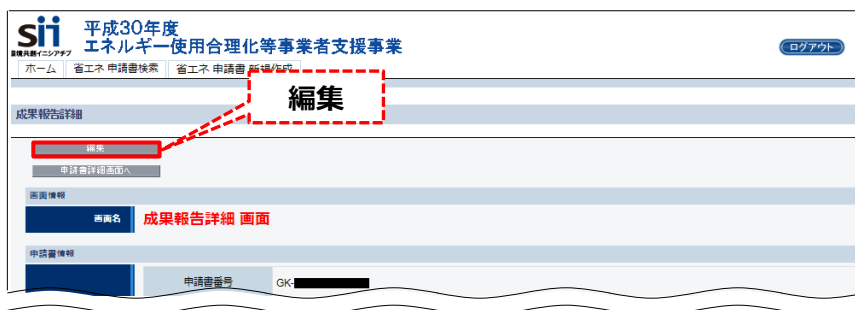 sii
平成30年度
環境共創イニシアチブ
エネルギー使用合理化等事業者支援事業
ログアウト
ホーム 省エネ 申請書検索 省エネ 申請書 新規作成
編集
成果報告詳細
編集
申請書詳細画面へ
画面情報
画面名 成果報告詳細 画面
申請書情報
申請書番号 GK-